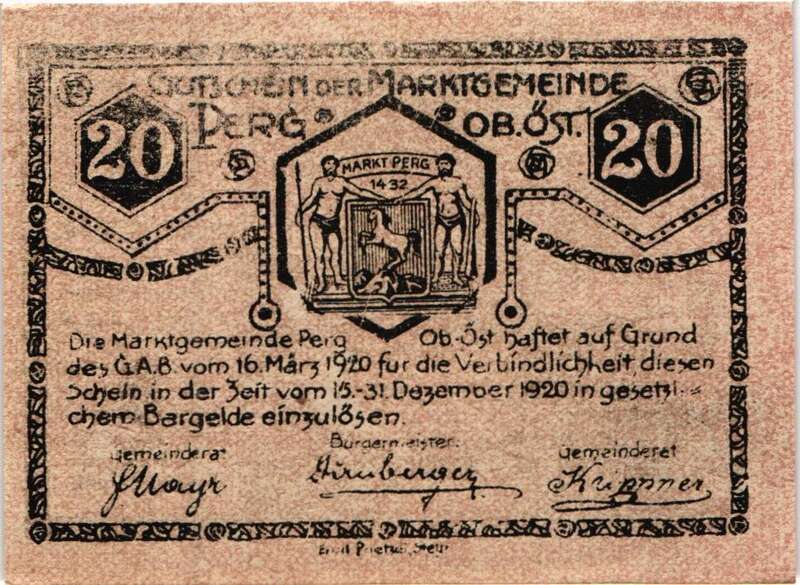 GUTSCHEIN DER MARKTGEMEINDE
PERG OB.ÖST.
20 20
MARKT PERG
1432
Die Marktgemeinde Perg Ob.Öst haftet auf Grund
des G.A.B. vom 16. März 1920 für die Verbindlichkeit, diesen
Schein in der Zeit vom 15.-31. Dezember 1920 in gesetzli=
chem Bargelde einzulösen.
Gemeinderat Bürgermeister: Gemeinderat
Mayr Krippner